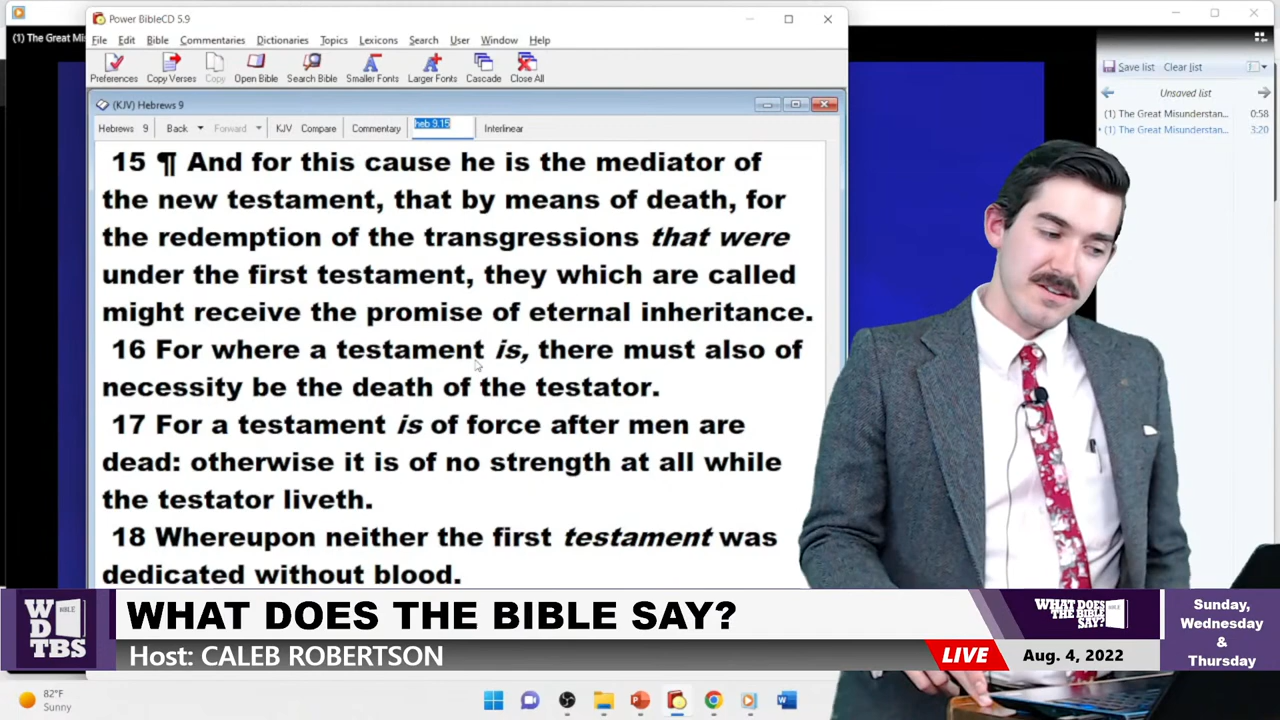 (1) The Great Mi
Power BibleCD 5.9
File Edit Bible Commentaries Dictionaries Topics Lexicons Search User Window Help
Preferences Copy Verses Copy Open Bible Search Bible Smaller Fonts Larger Fonts Cascade Close All
(KJV) Hebrews 9
Hebrews 9 Back Forward KJV Compare Commentary heb 9.15 Interlinear
15 ¶ And for this cause he is the mediator of
the new testament, that by means of death, for
the redemption of the transgressions that were
under the first testament, they which are called
might receive the promise of eternal inheritance.
16 For where a testament is, there must also of
necessity be the death of the testator.
17 For a testament is of force after men are
dead: otherwise it is of no strength at all while
the testator liveth.
18 Whereupon neither the first testament was
dedicated without blood.
Save list Clear list
Unsaved list
(1) The Great Misunderstan... 0:58
(1) The Great Misunderstan... 3:20
WDTBS
BIBLE
WHAT DOES THE BIBLE SAY?
Host: CALEB ROBERTSON
WHAT DOES
THE BIBLE
SAY?
LIVE Aug. 4, 2022
Sunday,
Wednesday
&
Thursday
82°F
Sunny